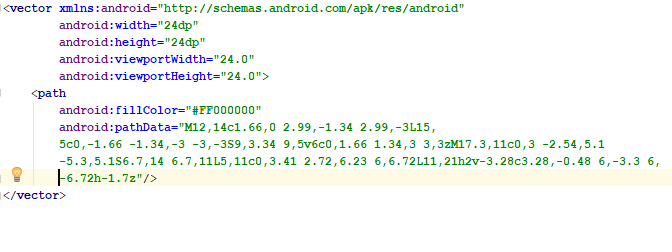 <vector xmlns:android="http://schemas.android.com/apk/res/android"
android:width="24dp"
android:height="24dp"
android:viewportWidth="24.0"
android:viewportHeight="24.0">
<path
android:fillColor="#FF000000"
android:pathData="M12,14c1.66,0 2.99,-1.34 2.99,-3L15,
5c0,-1.66 -1.34,-3 -3,-3S9,3.34 9,5v6c0,1.66 1.34,3 3,3zM17.3,11c0,3 -2.54,5.1
-5.3,5.1S6.7,14 6.7,11L5,11c0,3.41 2.72,6.23 6,6.72L11,21h2v-3.28c3.28,-0.48 6,-3.3 6,
-6.72h-1.7z"/>
</vector>